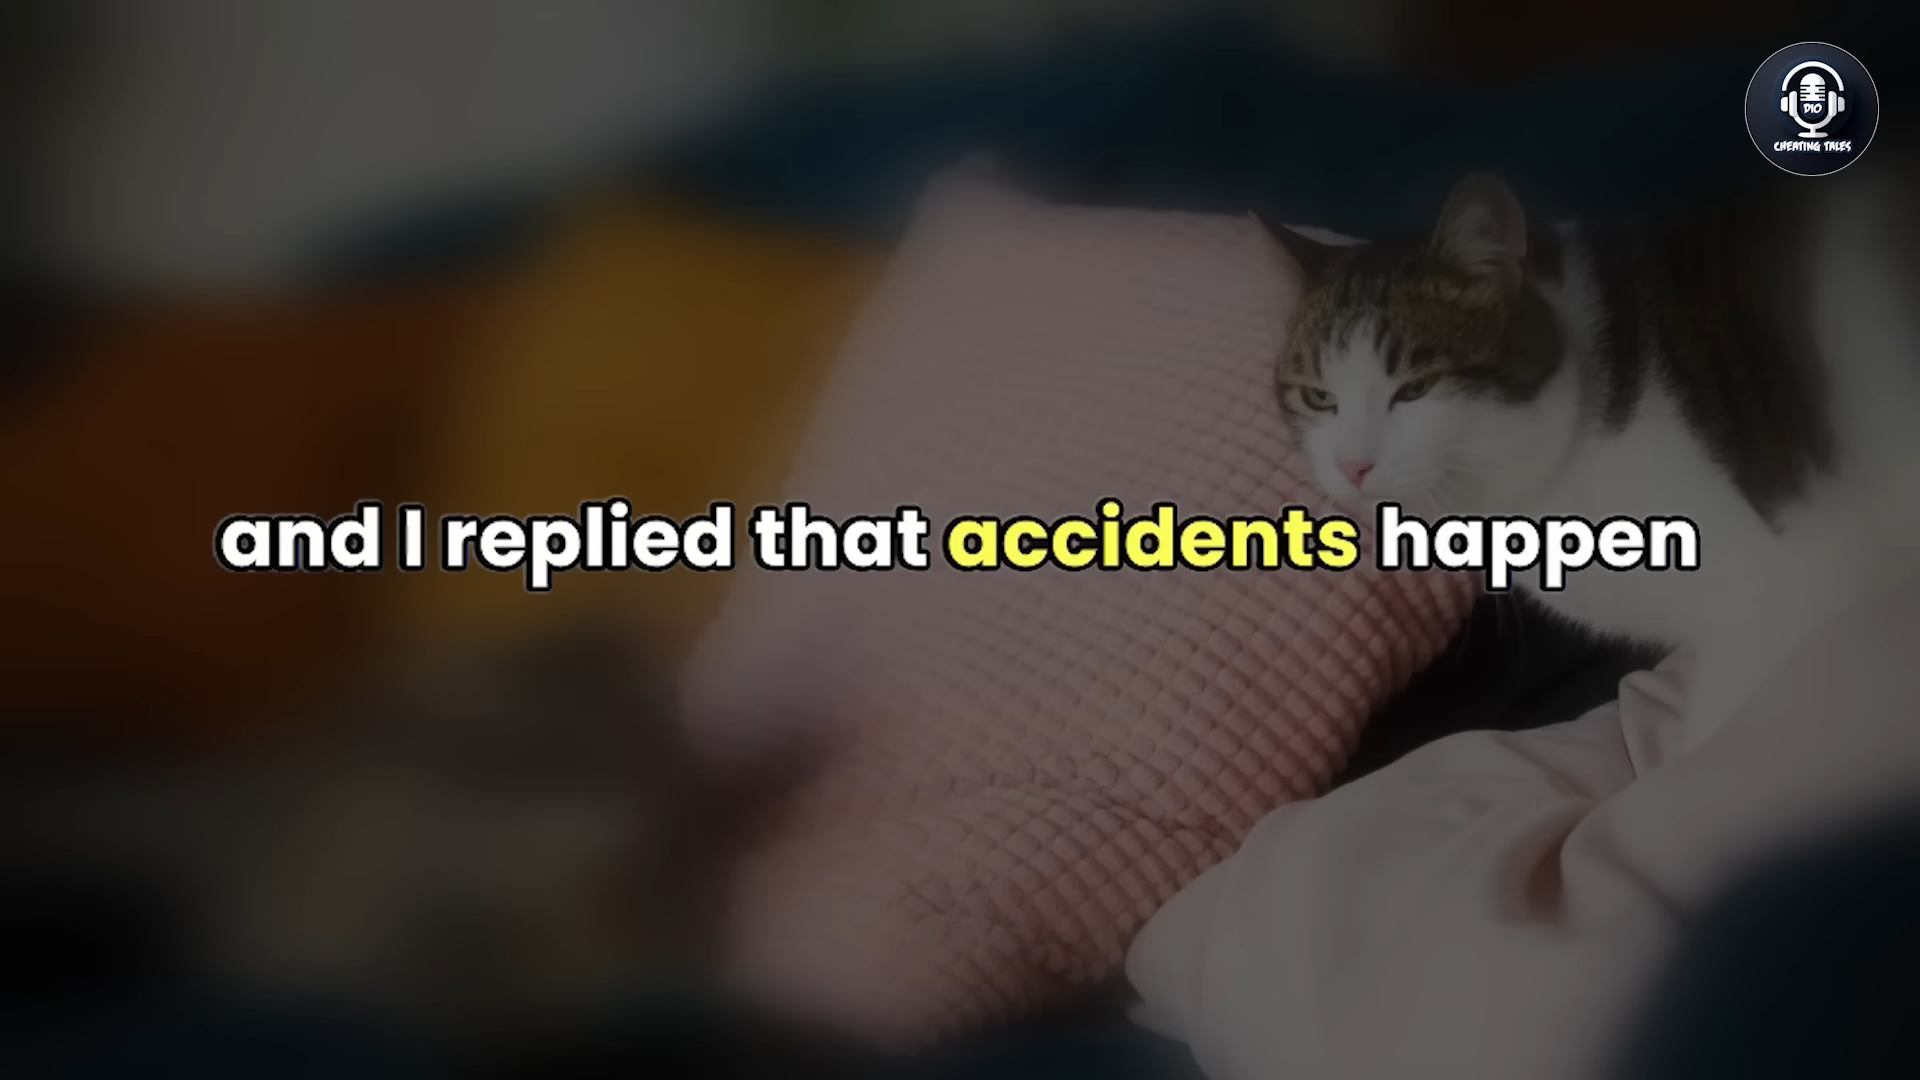 DIO
CHEATING TALES
and I replied that accidents happen